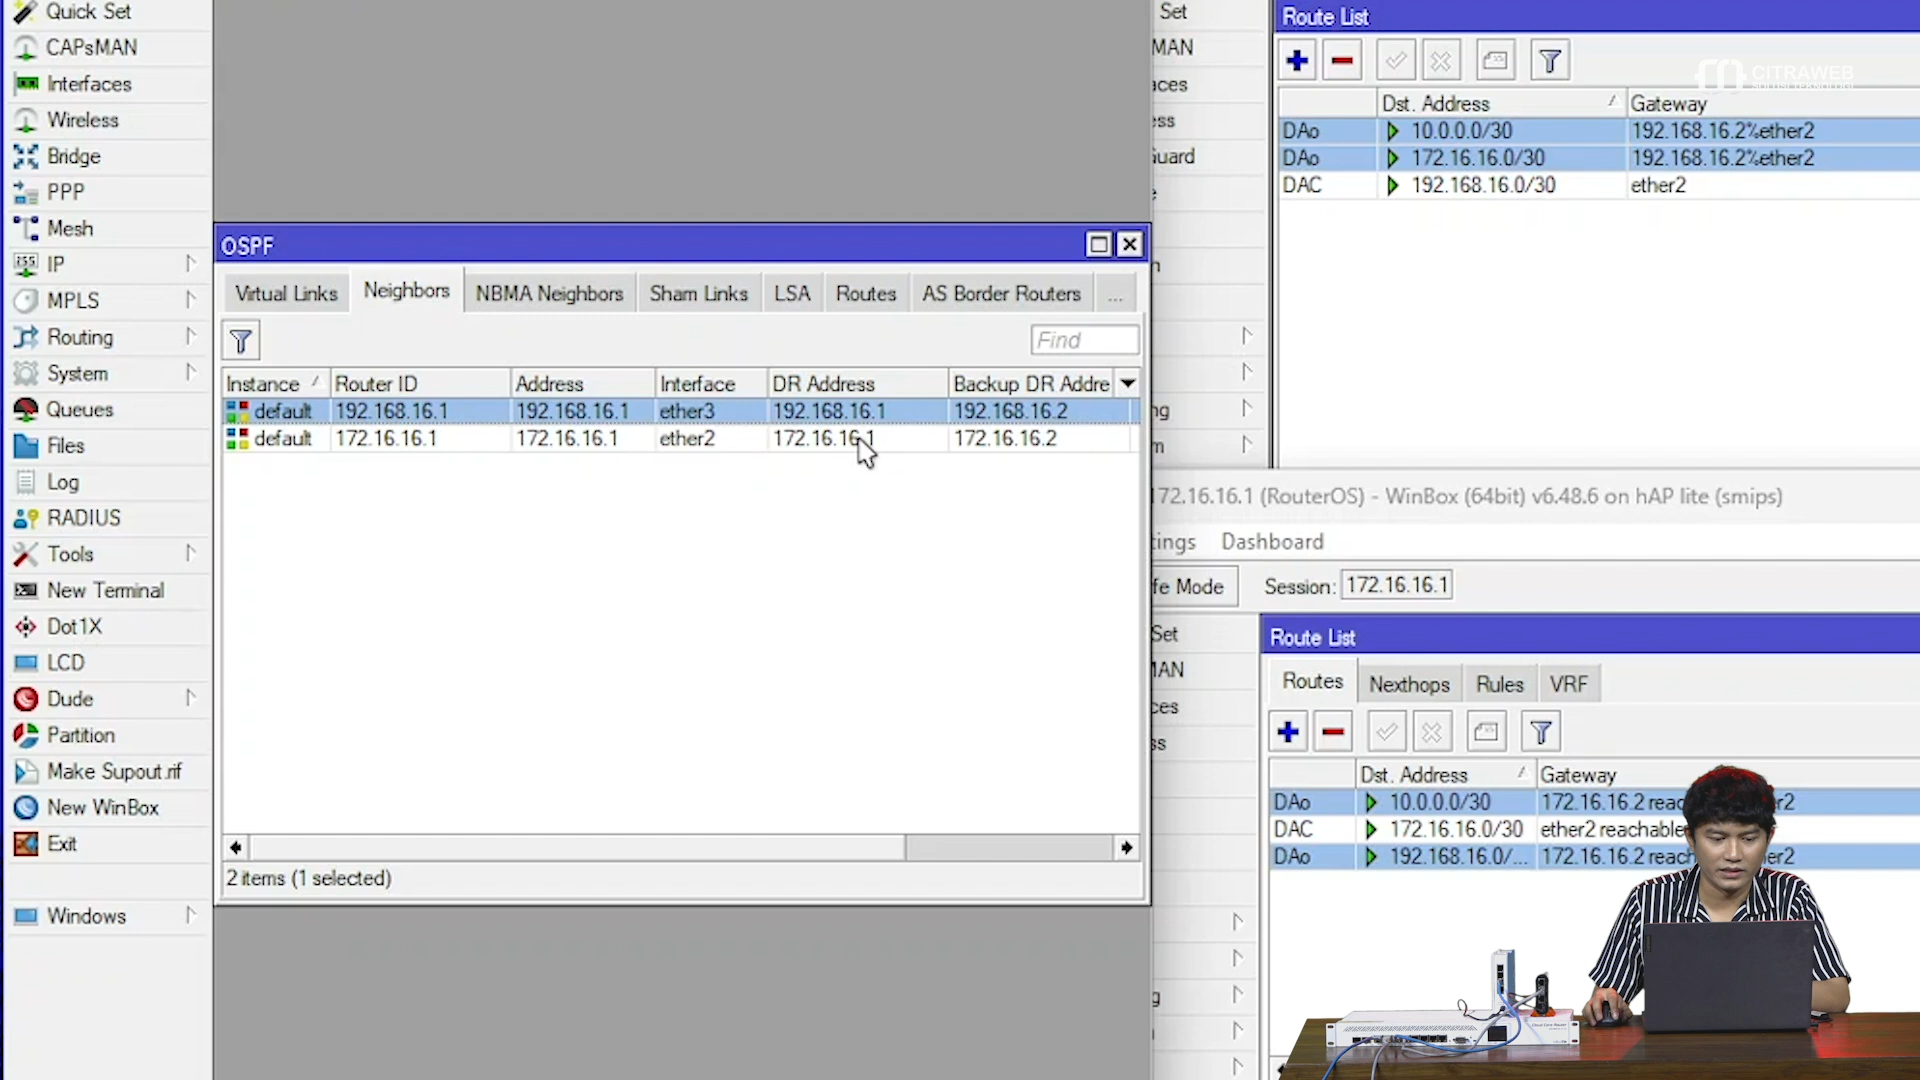 Quick Set
CAPsMAN
Interfaces
Wireless
Bridge
PPP
Mesh
IP
MPLS
Routing
System
Queues
Files
Log
RADIUS
Tools
New Terminal
Dot1X
LCD
Dude
Partition
Make Supout.rif
New WinBox
Exit
Windows
OSPF
Virtual Links Neighbors NBMA Neighbors Sham Links LSA Routes AS Border Routers ...
Find
Instance Router ID Address Interface DR Address Backup DR Addre
default 192.168.16.1 192.168.16.1 ether3 192.168.16.1 192.168.16.2
default 172.16.16.1 172.16.16.1 ether2 172.16.16.1 172.16.16.2
2 items (1 selected)
Set
MAN
aces
ess
Guard
Route List
CITRAWEB
SOLUSI TEKNOLOGI
Dst. Address Gateway
DAo 10.0.0.0/30 192.168.16.2%ether2
DAo 172.16.16.0/30 192.168.16.2%ether2
DAC 192.168.16.0/30 ether2
172.16.16.1 (RouterOS) - WinBox (64bit) v6.48.6 on hAP lite (smips)
tings Dashboard
fe Mode Session: 172.16.16.1
Set
Route List
Routes Nexthops Rules VRF
Dst. Address Gateway
DAo 10.0.0.0/30 172.16.16.2 reac er2
DAC 172.16.16.0/30 ether2 reachable
DAo 192.168.16.0/... 172.16.16.2 reach er2